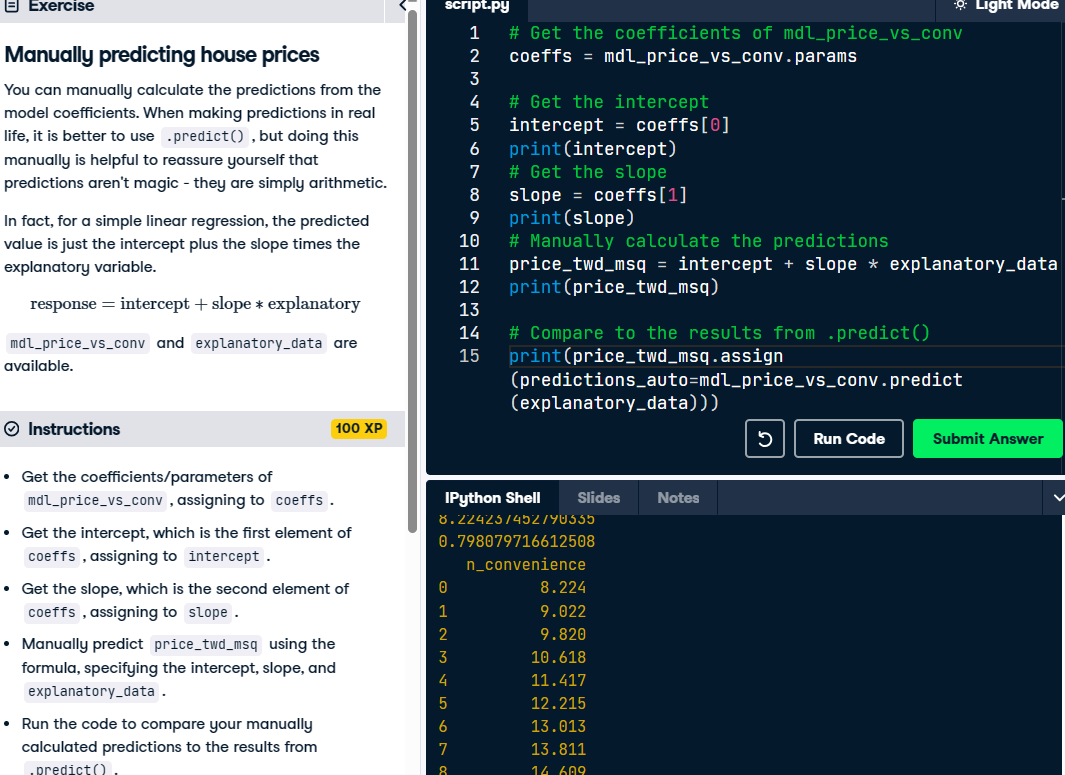 Exercise
Manually predicting house prices
You can manually calculate the predictions from the
model coefficients. When making predictions in real
life, it is better to use .predict() , but doing this
manually is helpful to reassure yourself that
predictions aren't magic - they are simply arithmetic.
In fact, for a simple linear regression, the predicted
value is just the intercept plus the slope times the
explanatory variable.
response = intercept + slope * explanatory
mdl_price_vs_conv and explanatory_data are
available.
Instructions
100 XP
• Get the coefficients/parameters of
mdl_price_vs_conv , assigning to coeffs .
• Get the intercept, which is the first element of
coeffs , assigning to intercept .
• Get the slope, which is the second element of
coeffs , assigning to slope .
• Manually predict price_twd_msq using the
formula, specifying the intercept, slope, and
explanatory_data .
• Run the code to compare your manually
calculated predictions to the results from
.predict() .
script.py
Light Mode
1 # Get the coefficients of mdl_price_vs_conv
2 coeffs = mdl_price_vs_conv.params
3
4 # Get the intercept
5 intercept = coeffs[0]
6 print(intercept)
7 # Get the slope
8 slope = coeffs[1]
9 print(slope)
10 # Manually calculate the predictions
11 price_twd_msq = intercept + slope * explanatory_data
12 print(price_twd_msq)
13
14 # Compare to the results from .predict()
15 print(price_twd_msq.assign
(predictions_auto=mdl_price_vs_conv.predict
(explanatory_data)))
Run Code
Submit Answer
IPython Shell
Slides
Notes
8.224237452790335
0.798079716612508
n_convenience
0 8.224
1 9.022
2 9.820
3 10.618
4 11.417
5 12.215
6 13.013
7 13.811
8 14.609